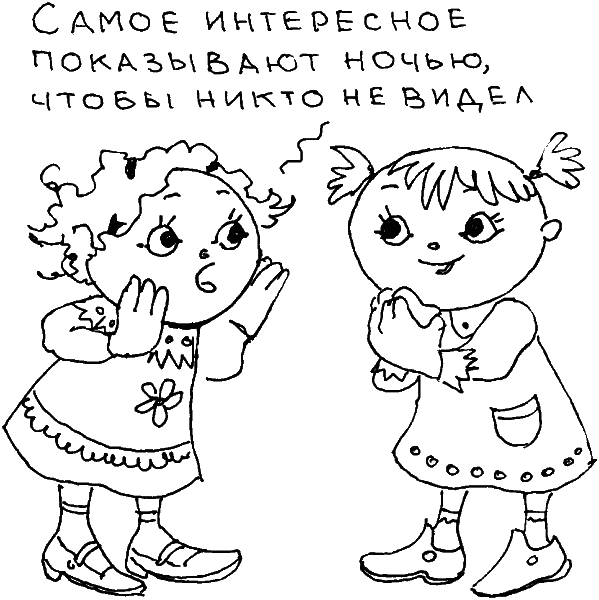 Самое интересное
показывают ночью,
чтобы никто не видел